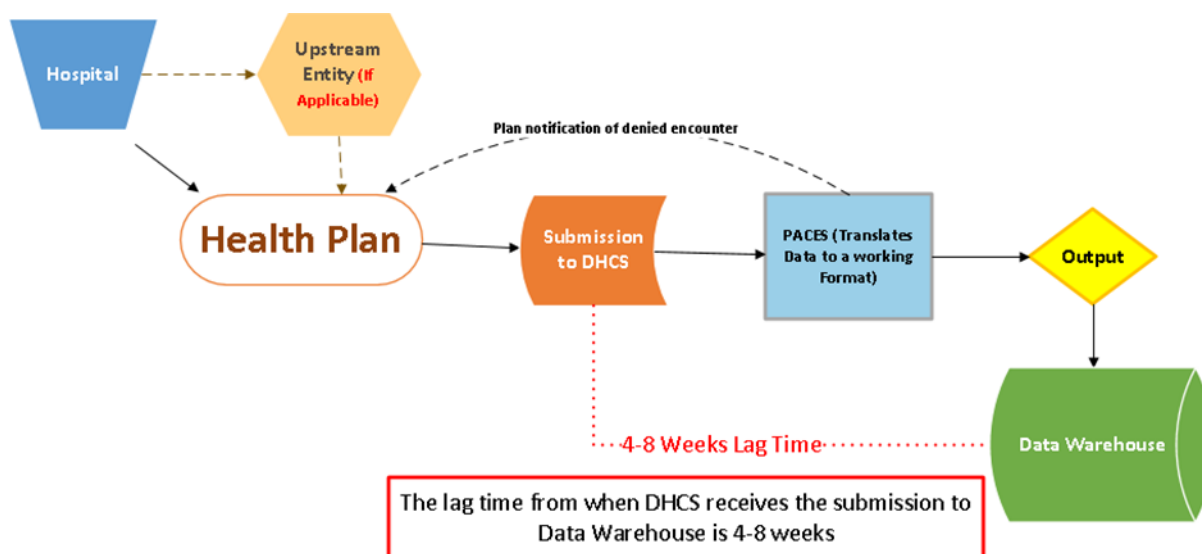 Hospital
Upstream
Entity (If
Applicable)
Plan notification of denied encounter
Health Plan
Submission
to DHCS
PACES (Translates
Data to a working
Format)
Output
Data Warehouse
4-8 Weeks Lag Time
The lag time from when DHCS receives the submission to
Data Warehouse is 4-8 weeks